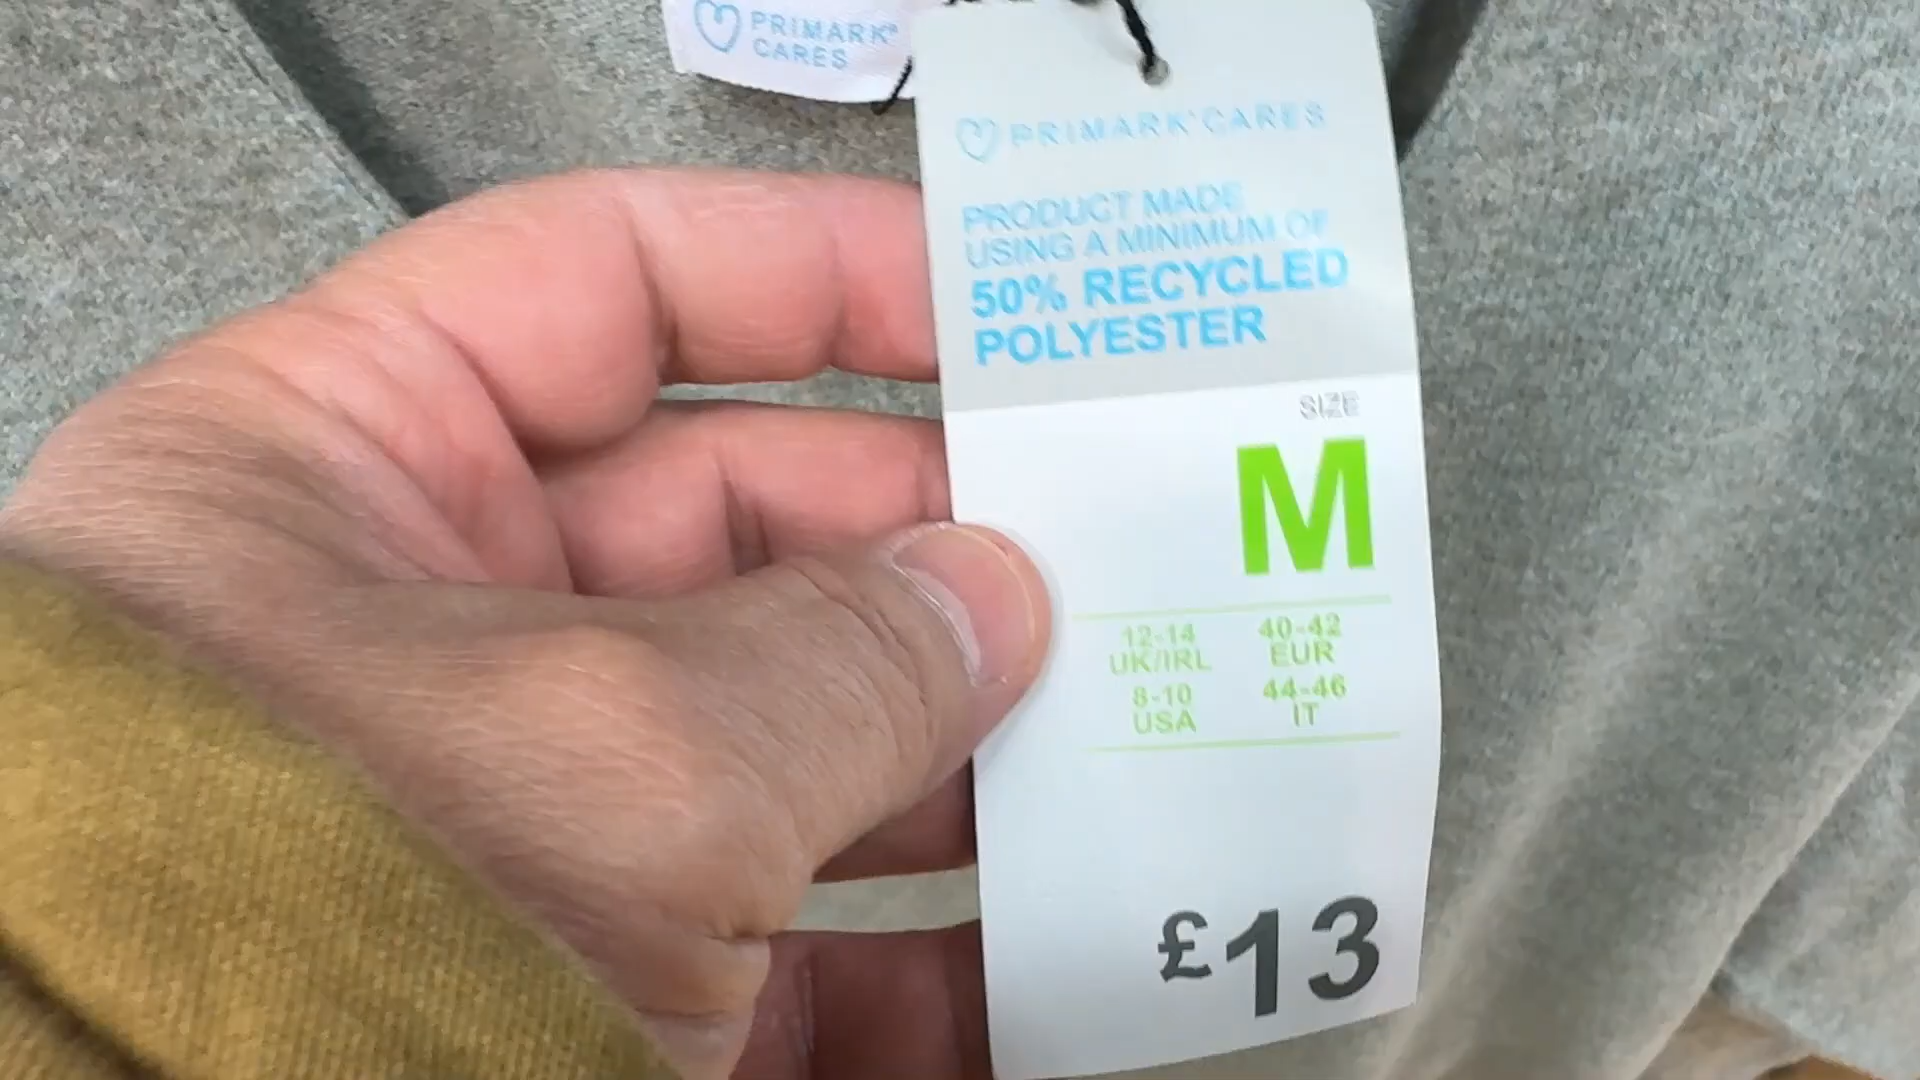 PRIMARK®
CARES
PRIMARK® CARES
PRODUCT MADE
USING A MINIMUM OF
50% RECYCLED
POLYESTER
SIZE
M
12-14 40-42
UK/IRL EUR
8-10 44-46
USA IT
£13